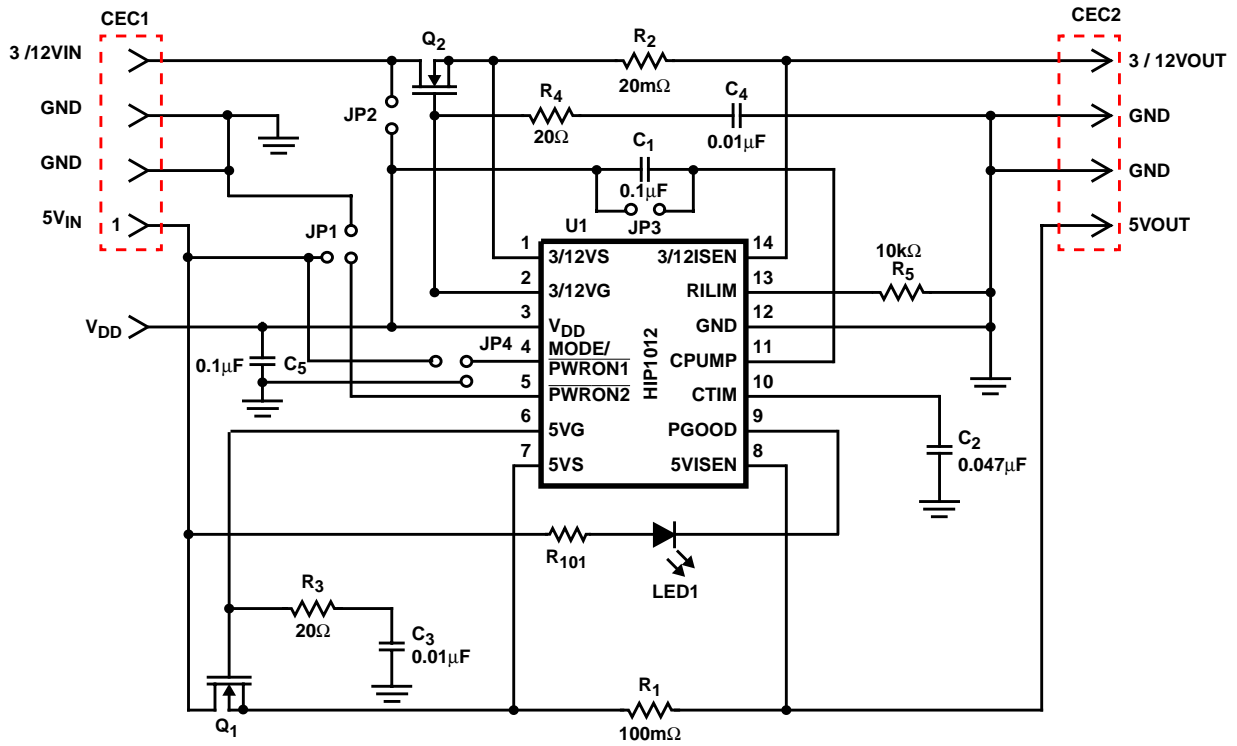 CEC1
CEC2
3 /12VIN
Q2
R2
20mΩ
3 / 12VOUT
GND
JP2
R4
20Ω
C4
0.01µF
GND
GND
C1
0.1µF
GND
5VIN
1
JP1
U1
JP3
5VOUT
1
3/12VS
3/12ISEN
14
10kΩ
R5
2
3/12VG
RILIM
13
VDD
3
VDD
GND
12
JP4
4
MODE/
PWRON1
CPUMP
11
0.1µF
C5
5
PWRON2
HIP1012
CTIM
10
6
5VG
PGOOD
9
C2
0.047µF
7
5VS
5VISEN
8
R101
LED1
R3
20Ω
C3
0.01µF
Q1
R1
100mΩ